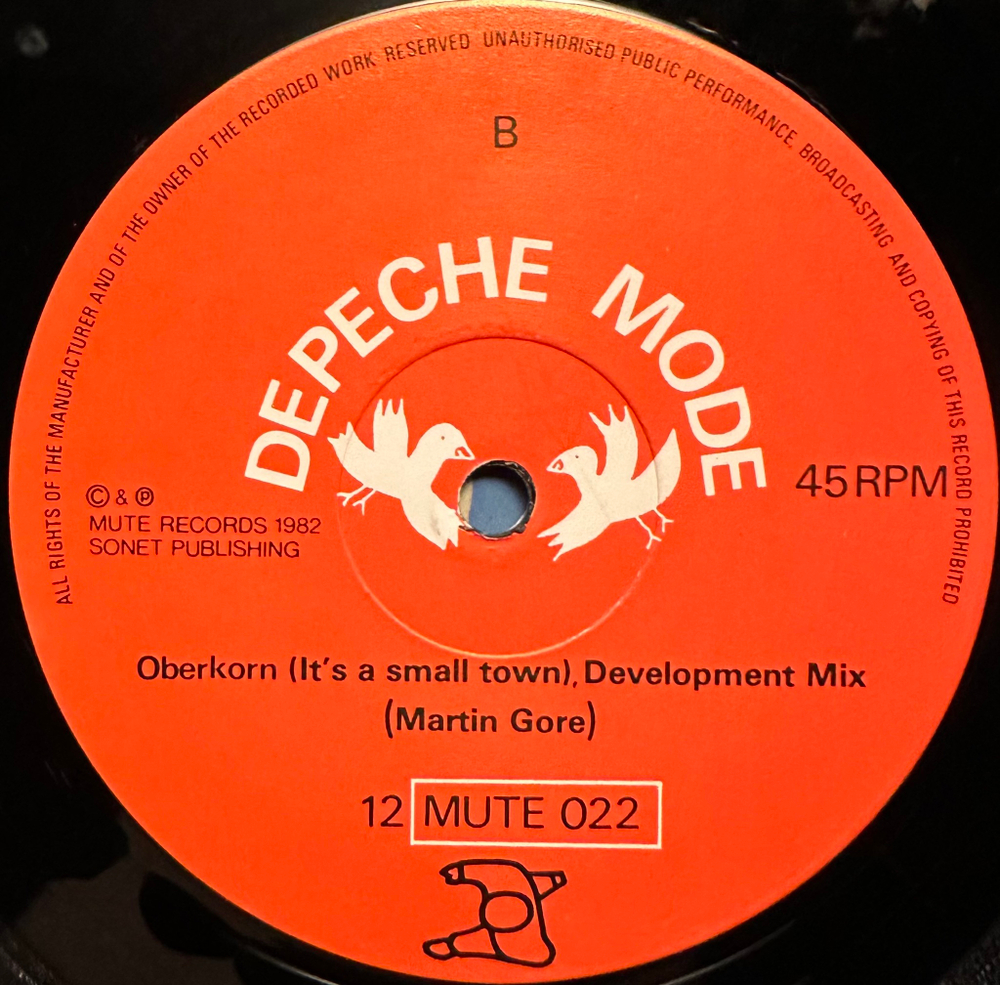 ALL RIGHTS OF THE MANUFACTURER AND OF THE OWNER OF THE RECORDED WORK RESERVED UNAUTHORISED PUBLIC PERFORMANCE, BROADCASTING AND COPYING OF THIS RECORD PROHIBITED
B
DEPECHE MODE
45 RPM
© & ℗
MUTE RECORDS 1982
SONET PUBLISHING
Oberkorn (It's a small town), Development Mix
(Martin Gore)
12 MUTE 022